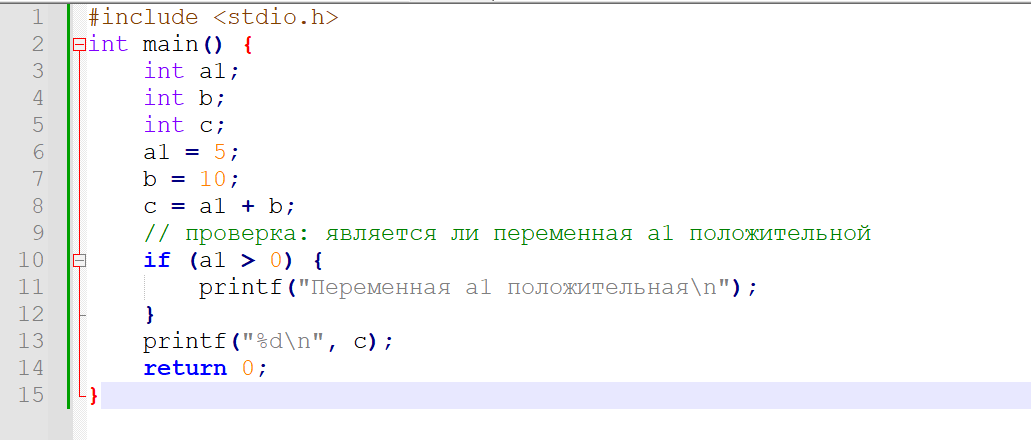 1 #include <stdio.h>
2 int main() {
3 int a1;
4 int b;
5 int c;
6 a1 = 5;
7 b = 10;
8 c = a1 + b;
9 // проверка: является ли переменная a1 положительной
10 if (a1 > 0) {
11 printf("Переменная a1 положительная\n");
12 }
13 printf("%d\n", c);
14 return 0;
15 }